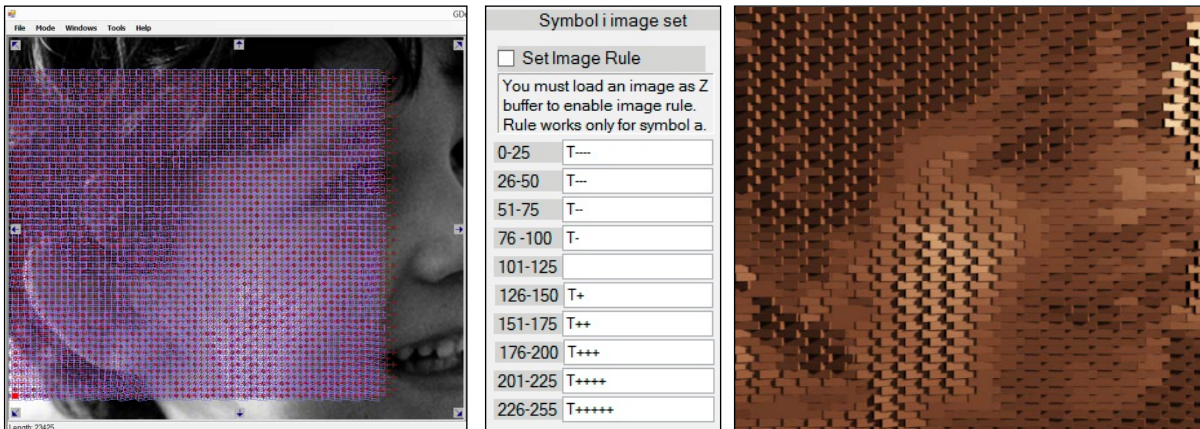 GD
File Mode Windows Tools Help
Length: 23425
Symbol i image set
Set Image Rule
You must load an image as Z
buffer to enable image rule.
Rule works only for symbol a.
0-25 T----
26-50 T---
51-75 T--
76 -100 T-
101-125
126-150 T+
151-175 T++
176-200 T+++
201-225 T++++
226-255 T+++++